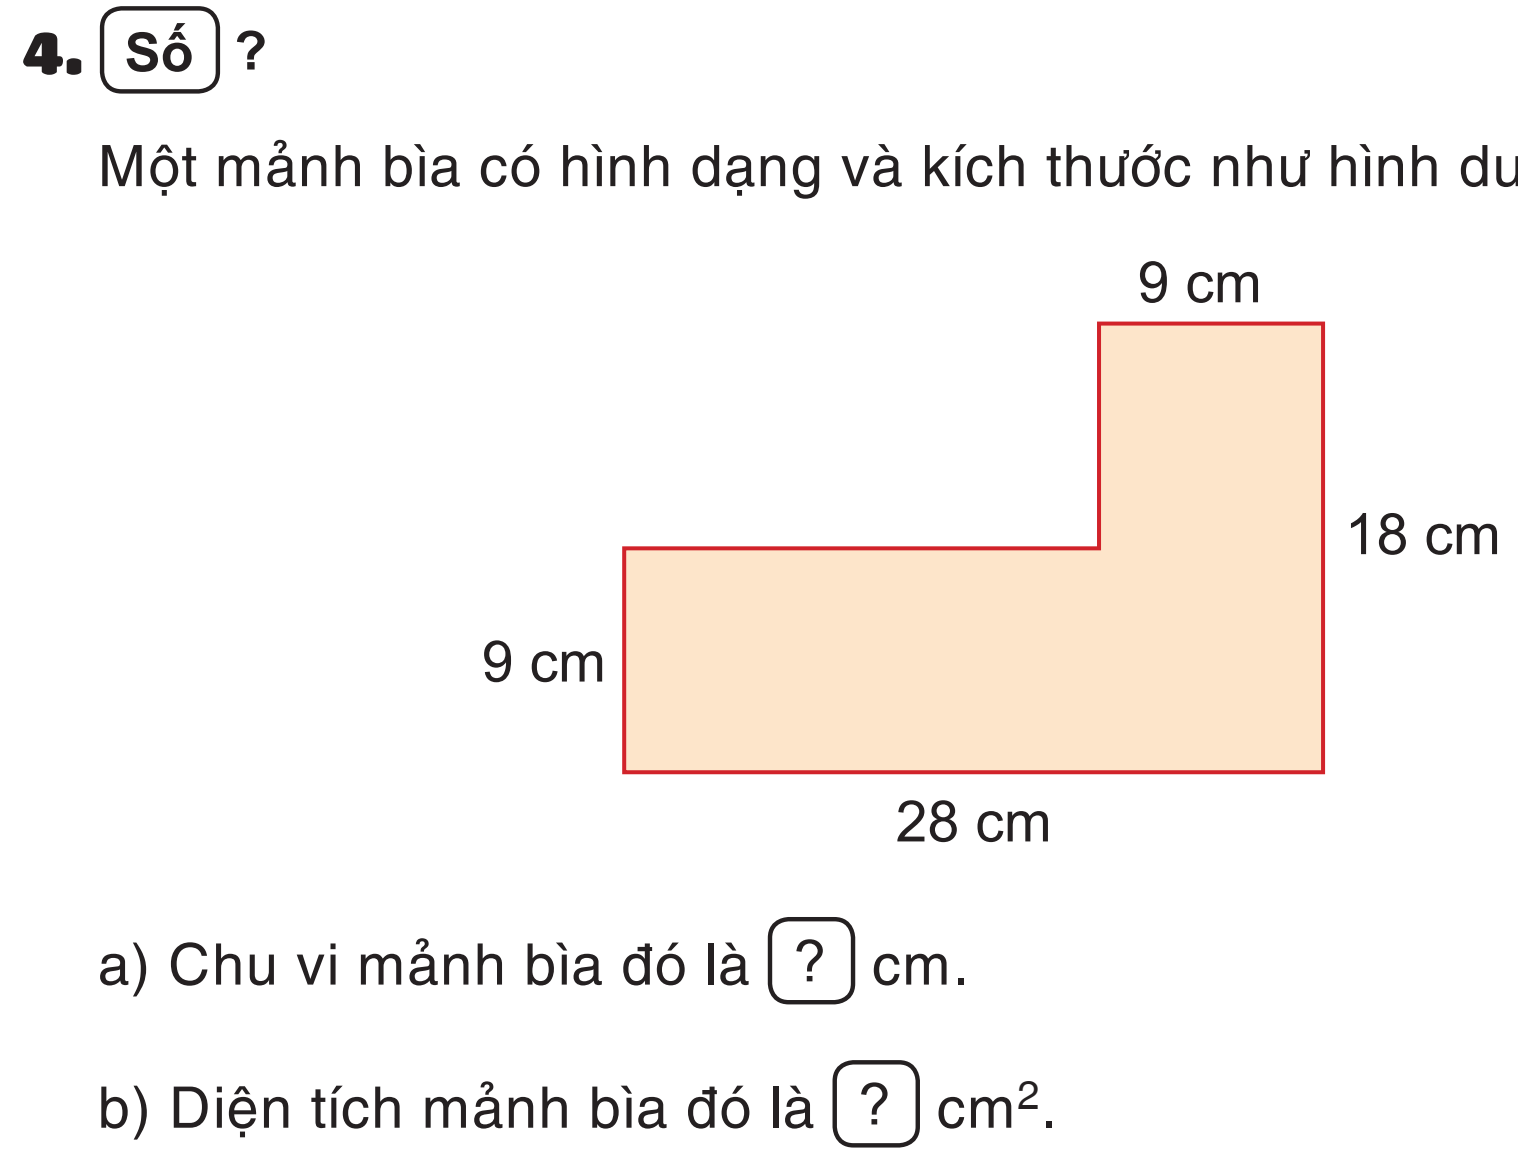 4. Số ?
Một mảnh bìa có hình dạng và kích thước như hình
9 cm
18 cm
9 cm
28 cm
a) Chu vi mảnh bìa đó là ? cm.
b) Diện tích mảnh bìa đó là ? cm².